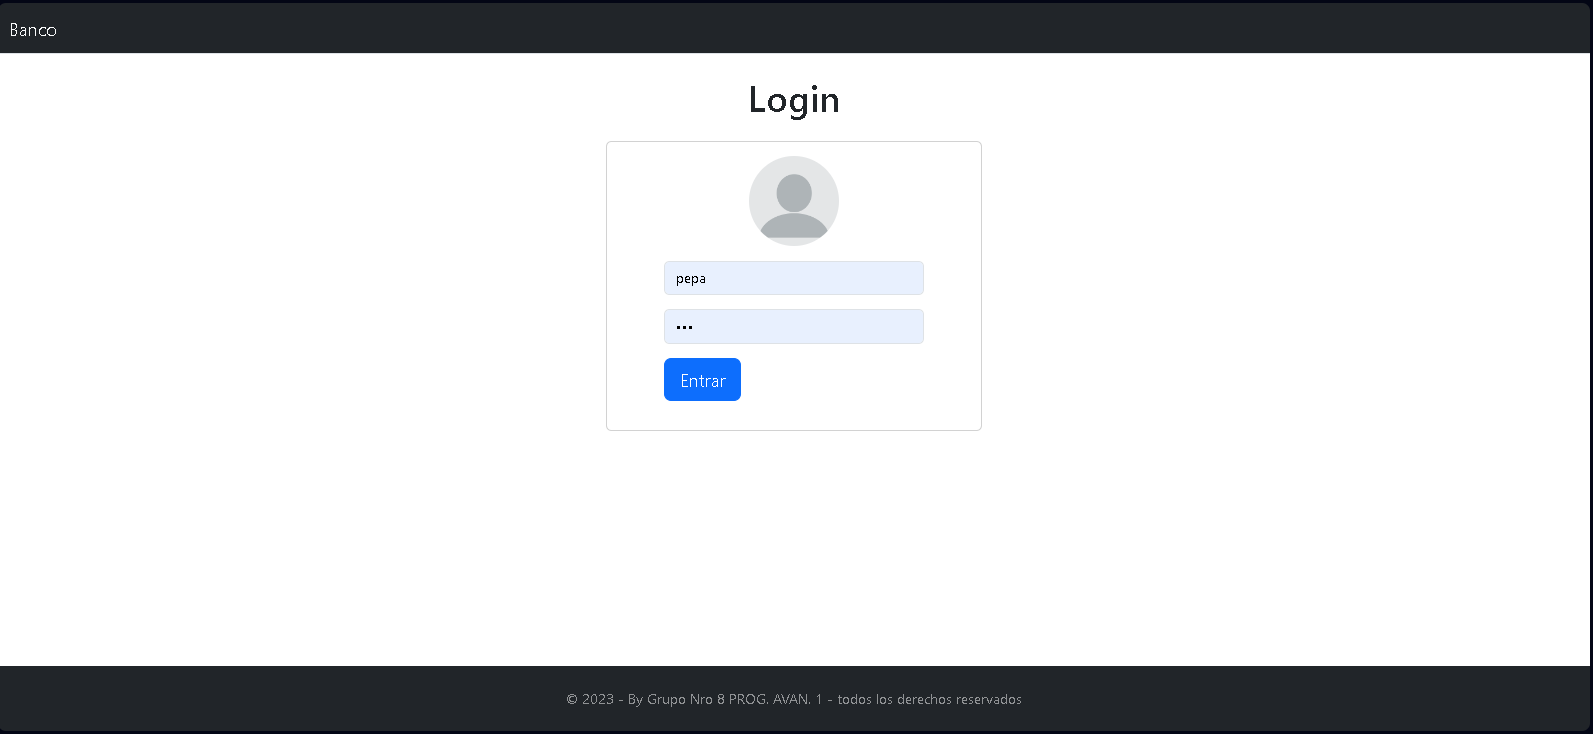 Banco
Login
pepa
•••
Entrar
© 2023 - By Grupo Nro 8 PROG. AVAN. 1 - todos los derechos reservados